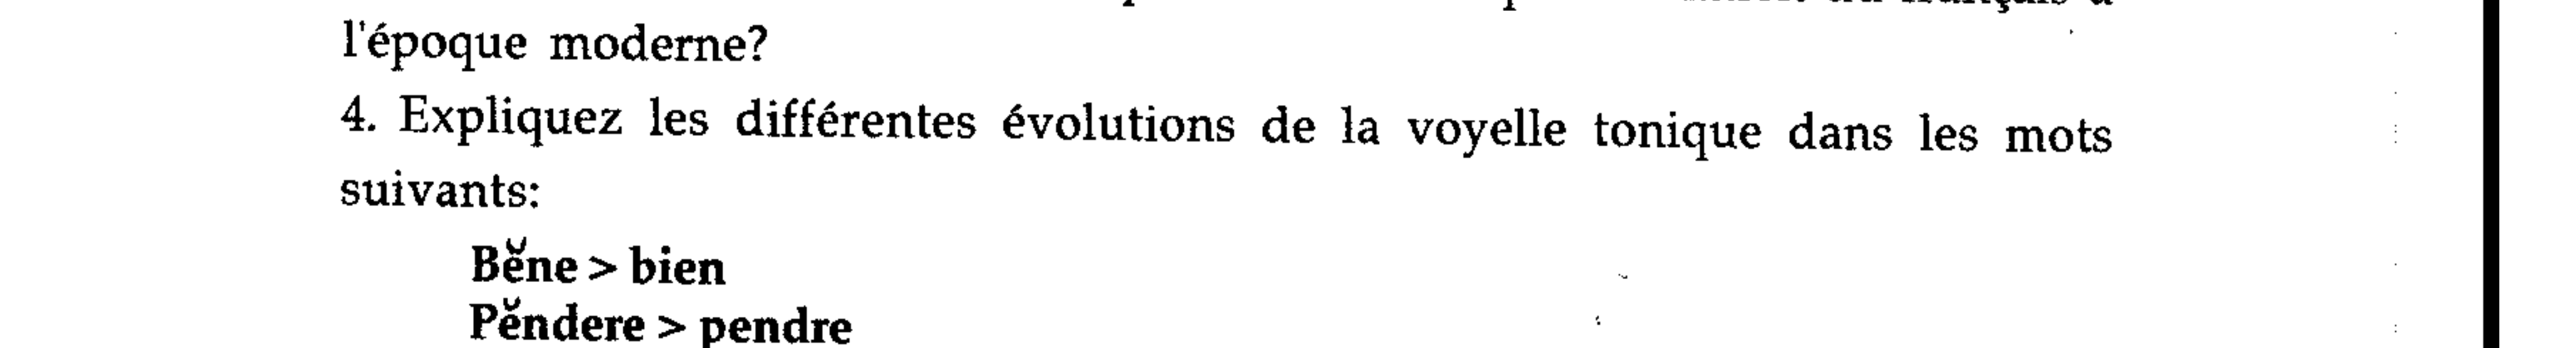 l'époque moderne?
4. Expliquez les différentes évolutions de la voyelle tonique dans les mots
suivants:
Bĕne > bien
Pĕndere > pendre